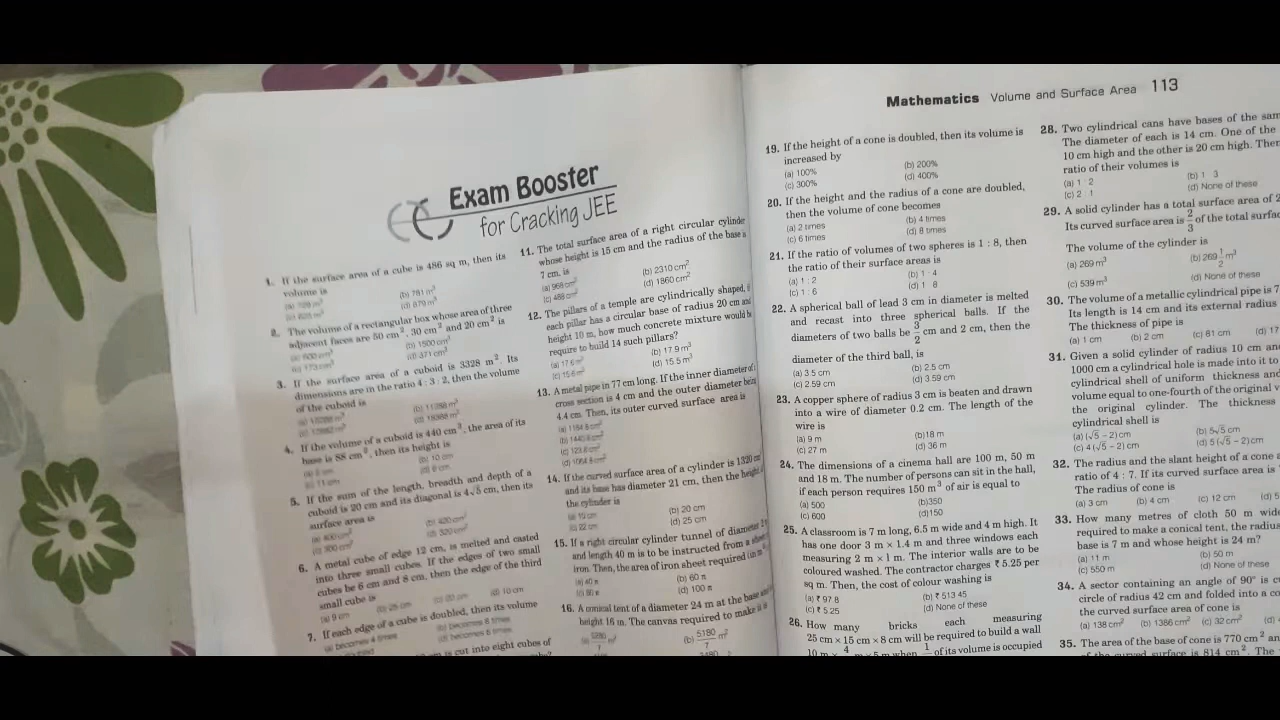 Mathematics Volume and Surface Area 113
Exam Booster
for Cracking JEE
1. If the surface area of a cube is 486 sq m, then its
volume is
(b) 781 m³
2. The volume of a rectangular box whose area of three
adjacent faces are 50 cm², 30 cm² and 20 cm² is
(b) 1500 cm³
3. If the surface area of a cuboid is 3328 m². Its
dimensions are in the ratio 4 : 3 : 2, then the volume
of the cuboid is
4. If the volume of a cuboid is 440 cm³, the area of its
base is 88 cm², then its height is
(b) 10 cm
(c) 11 cm
5. If the sum of the length, breadth and depth of a
cuboid is 20 cm and its diagonal is 4√5 cm, then its
surface area is
(a) 400 cm² (b) 420 cm²
(c) 300 cm² (d) 320 cm²
6. A metal cube of edge 12 cm, is melted and casted
into three small cubes. If the edges of two small
cubes be 6 cm and 8 cm, then the edge of the third
small cube is
(a) 9 cm (d) 10 cm
7. If each edge of a cube is doubled, then its volume
(a) becomes 4 times (b) becomes 8 times
(d) becomes 6 times
is cut into eight cubes of
11. The total surface area of a right circular cylinder
whose height is 15 cm and the radius of the base is
7 cm, is
(a) 968 cm² (b) 2310 cm²
(c) 488 cm² (d) 1860 cm²
12. The pillars of a temple are cylindrically shaped, if
each pillar has a circular base of radius 20 cm and
height 10 m, how much concrete mixture would be
require to build 14 such pillars?
(a) 17.6 m³ (b) 17.9 m³
(c) 15.6 m³ (d) 15.5 m³
13. A metal pipe in 77 cm long. If the inner diameter of
cross section is 4 cm and the outer diameter being
4.4 cm. Then, its outer curved surface area is
14. If the curved surface area of a cylinder is 1320 cm
and its base has diameter 21 cm, then the height of
the cylinder is
(a) 10 cm (b) 20 cm
(c) 22 cm (d) 25 cm
15. If a right circular cylinder tunnel of diameter
and length 40 m is to be instructed from a sheet
iron. Then, the area of iron sheet required (in
(a) 40 π (b) 60 π
(c) 80 π (d) 100 π
16. A conical tent of a diameter 24 m at the base and
height 16 m. The canvas required to make it is
(b) 5180/7 m²
19. If the height of a cone is doubled, then its volume is
increased by
(a) 100% (b) 200%
(c) 300% (d) 400%
20. If the height and the radius of a cone are doubled,
then the volume of cone becomes
(a) 2 times (b) 4 times
(c) 6 times (d) 8 times
21. If the ratio of volumes of two spheres is 1 : 8, then
the ratio of their surface areas is
(a) 1 : 2 (b) 1 : 4
(c) 1 : 6 (d) 1 : 8
22. A spherical ball of lead 3 cm in diameter is melted
and recast into three spherical balls. If the
diameters of two balls be 3/2 cm and 2 cm, then the
diameter of the third ball, is
(a) 3.5 cm (b) 2.5 cm
(c) 2.59 cm (d) 3.59 cm
23. A copper sphere of radius 3 cm is beaten and drawn
into a wire of diameter 0.2 cm. The length of the
wire is
(a) 9 m (b) 18 m
(c) 27 m (d) 36 m
24. The dimensions of a cinema hall are 100 m, 50 m
and 18 m. The number of persons can sit in the hall,
if each person requires 150 m³ of air is equal to
(a) 500 (b) 350
(c) 600 (d) 150
25. A classroom is 7 m long, 6.5 m wide and 4 m high. It
has one door 3 m × 1.4 m and three windows each
measuring 2 m × 1 m. The interior walls are to be
coloured washed. The contractor charges ₹ 5.25 per
sq m. Then, the cost of colour washing is
(a) ₹ 97.8 (b) ₹ 513.45
(c) ₹ 5.25 (d) None of these
26. How many bricks each measuring
25 cm × 15 cm × 8 cm will be required to build a wall
10 m × 4 m × 5 m when 1 of its volume is occupied
28. Two cylindrical cans have bases of the sam
The diameter of each is 14 cm. One of the
10 cm high and the other is 20 cm high. Then
ratio of their volumes is
(a) 1 : 2 (b) 1 : 3
(c) 2 : 1 (d) None of these
29. A solid cylinder has a total surface area of 2
Its curved surface area is 2/3 of the total surfac
The volume of the cylinder is
(a) 269 m³ (b) 269 1/2 m³
(c) 539 m³ (d) None of these
30. The volume of a metallic cylindrical pipe is 7
Its length is 14 cm and its external radius
The thickness of pipe is
(a) 1 cm (b) 2 cm (c) 61 cm (d) 17
31. Given a solid cylinder of radius 10 cm and
1000 cm a cylindrical hole is made into it to
cylindrical shell of uniform thickness and
volume equal to one-fourth of the original v
the original cylinder. The thickness
cylindrical shell is
(a) (√5 − 2) cm (b) 5√5 cm
(c) 4(√5 − 2) cm (d) 5(√5 − 2) cm
32. The radius and the slant height of a cone a
ratio of 4 : 7. If its curved surface area is
The radius of cone is
(a) 3 cm (b) 4 cm (c) 12 cm (d) 5
33. How many metres of cloth 50 m wide
required to make a conical tent, the radius
base is 7 m and whose height is 24 m?
(a) 11 m (b) 50 m
(c) 550 m (d) None of these
34. A sector containing an angle of 90° is c
circle of radius 42 cm and folded into a co
the curved surface area of cone is
(a) 138 cm² (b) 1386 cm² (c) 32 cm² (d)
35. The area of the base of cone is 770 cm² an
of the curved surface is 814 cm². The